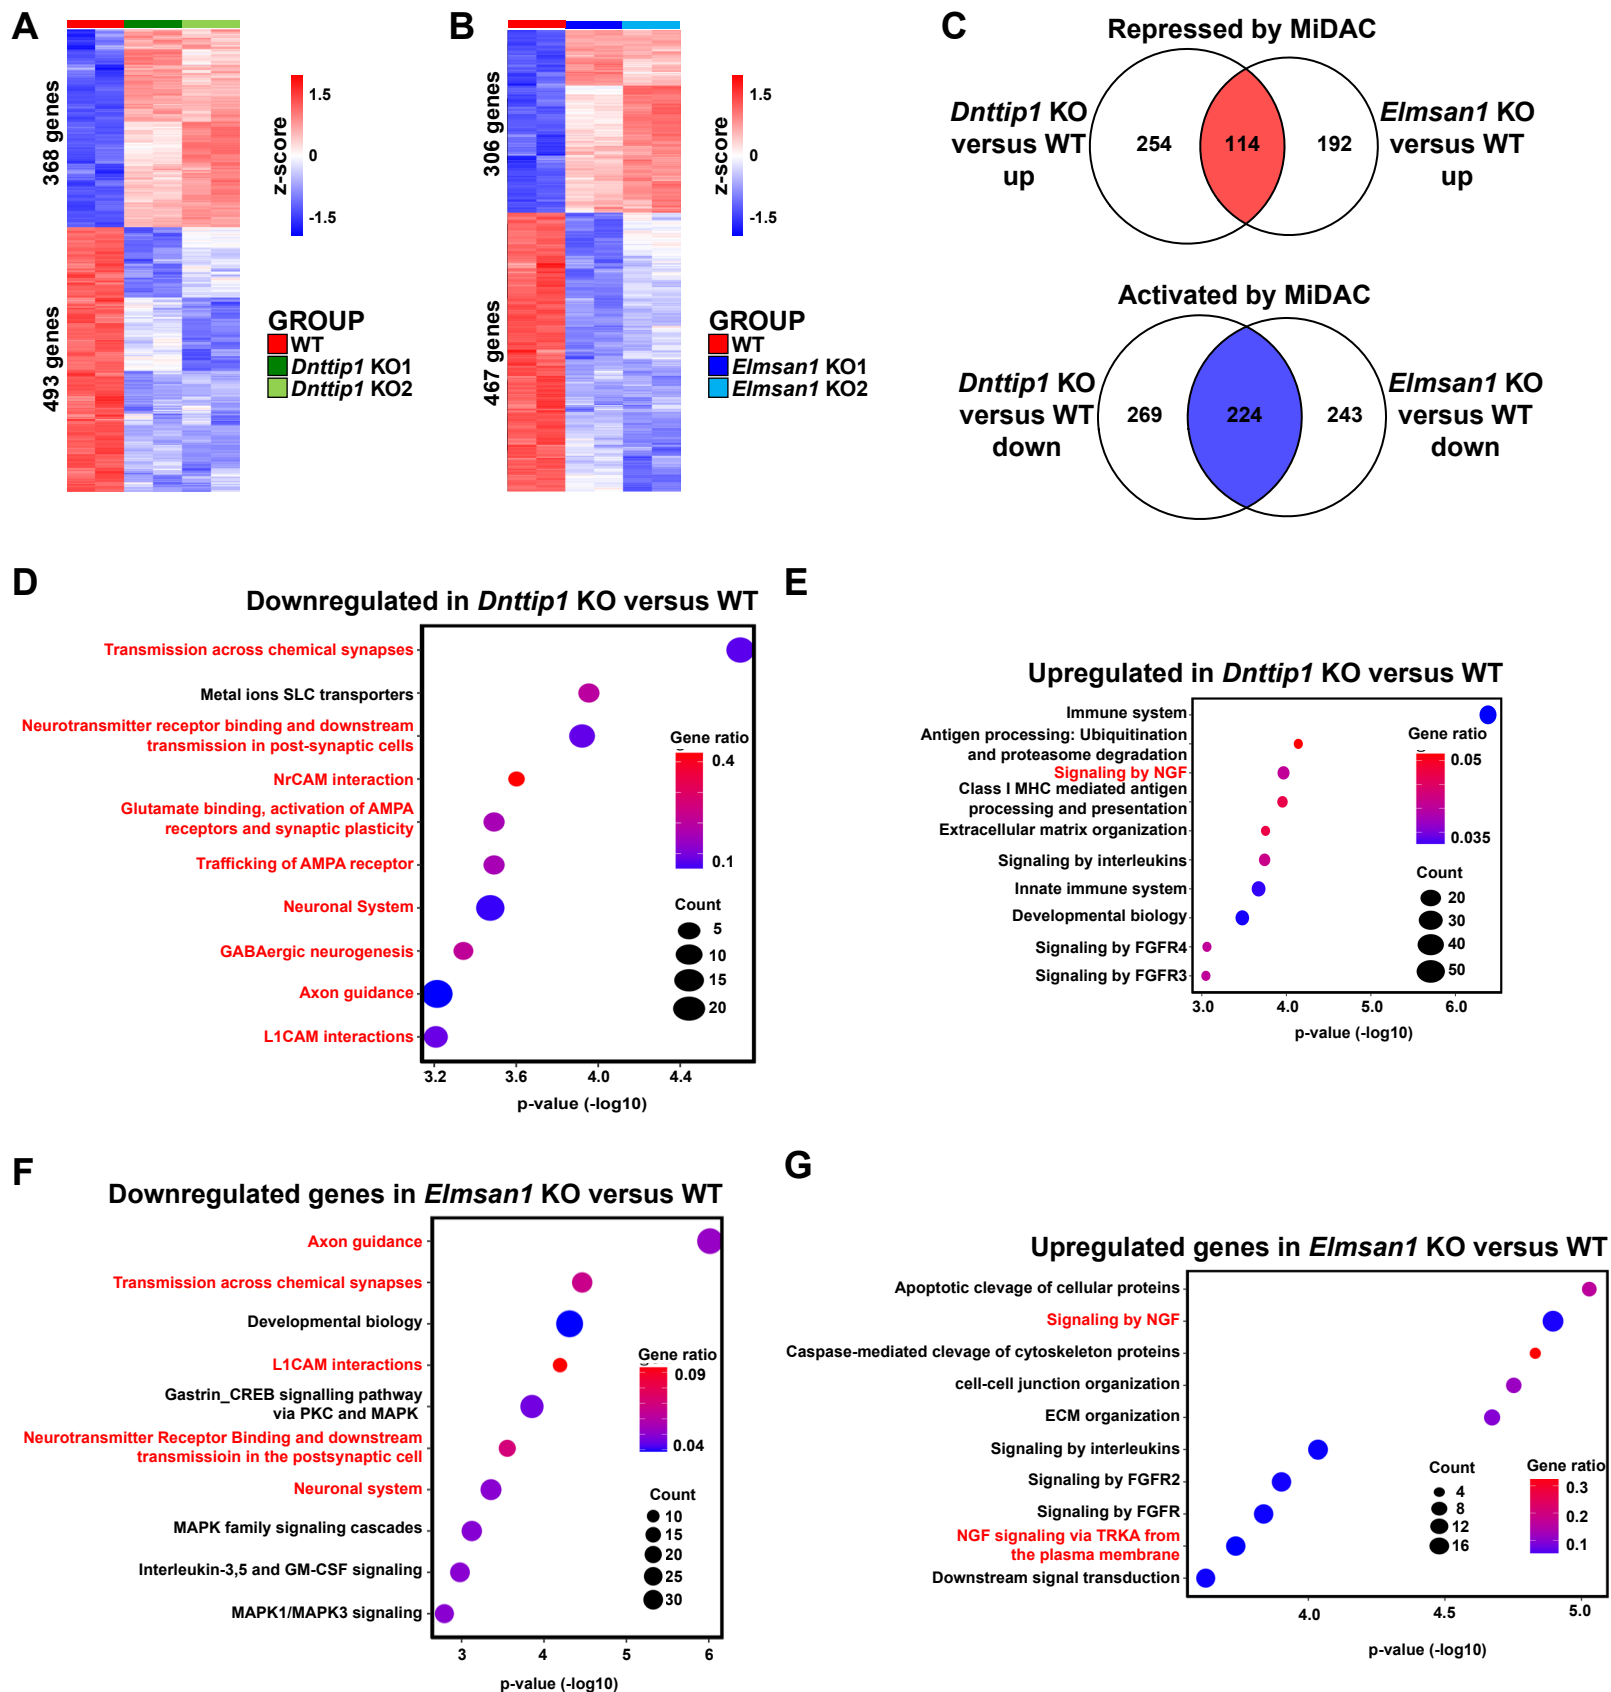 A
368 genes
493 genes
1.5
0
-1.5
z-score
GROUP
WT
Dnttip1 KO1
Dnttip1 KO2
B
306 genes
467 genes
1.5
0
-1.5
z-score
GROUP
WT
Elmsan1 KO1
Elmsan1 KO2
C
Repressed by MiDAC
Dnttip1 KO
versus WT
up
254
114
192
Elmsan1 KO
versus WT
up
Activated by MiDAC
Dnttip1 KO
versus WT
down
269
224
243
Elmsan1 KO
versus WT
down
D
Downregulated in Dnttip1 KO versus WT
Transmission across chemical synapses
Metal ions SLC transporters
Neurotransmitter receptor binding and downstream
transmission in post-synaptic cells
NrCAM interaction
Glutamate binding, activation of AMPA
receptors and synaptic plasticity
Trafficking of AMPA receptor
Neuronal System
GABAergic neurogenesis
Axon guidance
L1CAM interactions
Gene ratio
0.4
0.1
Count
5
10
15
20
3.2
3.6
4.0
4.4
p-value (-log10)
E
Upregulated in Dnttip1 KO versus WT
Immune system
Antigen processing: Ubiquitination
and proteasome degradation
Signaling by NGF
Class I MHC mediated antigen
processing and presentation
Extracellular matrix organization
Signaling by interleukins
Innate immune system
Developmental biology
Signaling by FGFR4
Signaling by FGFR3
Gene ratio
0.05
0.035
Count
20
30
40
50
3.0
4.0
5.0
6.0
p-value (-log10)
F
Downregulated genes in Elmsan1 KO versus WT
Axon guidance
Transmission across chemical synapses
Developmental biology
L1CAM interactions
Gastrin_CREB signalling pathway
via PKC and MAPK
Neurotransmitter Receptor Binding and downstream
transmissioin in the postsynaptic cell
Neuronal system
MAPK family signaling cascades
Interleukin-3,5 and GM-CSF signaling
MAPK1/MAPK3 signaling
Gene ratio
0.09
0.04
Count
10
15
20
25
30
3
4
5
6
p-value (-log10)
G
Upregulated genes in Elmsan1 KO versus WT
Apoptotic clevage of cellular proteins
Signaling by NGF
Caspase-mediated clevage of cytoskeleton proteins
cell-cell junction organization
ECM organization
Signaling by interleukins
Signaling by FGFR2
Signaling by FGFR
NGF signaling via TRKA from
the plasma membrane
Downstream signal transduction
Count
4
8
12
16
Gene ratio
0.3
0.2
0.1
4.0
4.5
5.0
p-value (-log10)